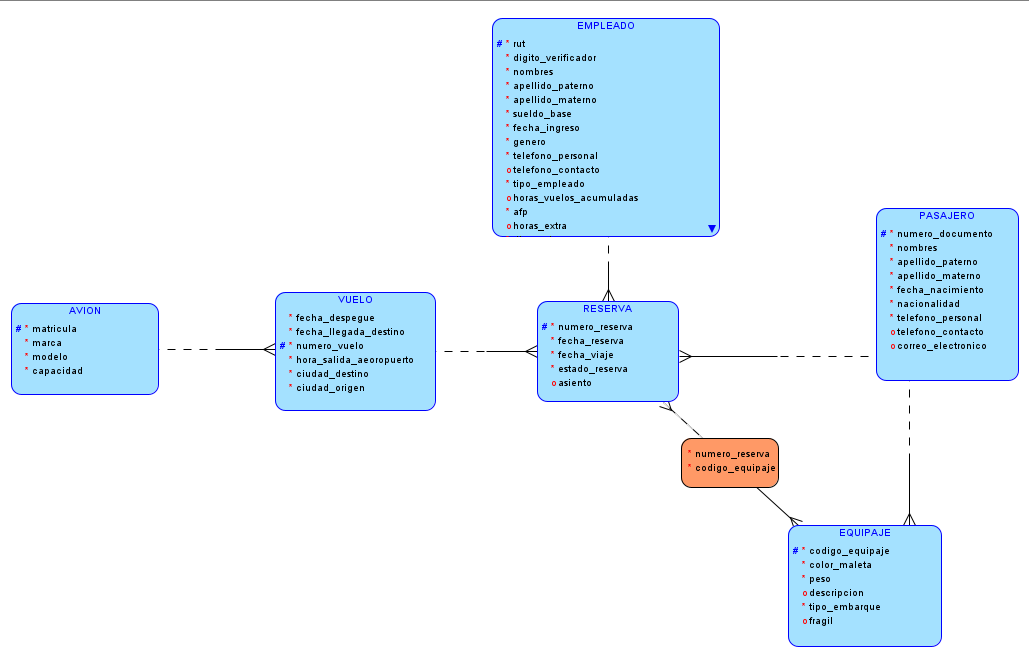 EMPLEADO
# * rut
* digito_verificador
* nombres
* apellido_paterno
* apellido_materno
* sueldo_base
* fecha_ingreso
* genero
* telefono_personal
o telefono_contacto
* tipo_empleado
o horas_vuelos_acumuladas
* afp
o horas_extra
PASAJERO
# * numero_documento
* nombres
* apellido_paterno
* apellido_materno
* fecha_nacimiento
* nacionalidad
* telefono_personal
o telefono_contacto
o correo_electronico
AVION
# * matricula
* marca
* modelo
* capacidad
VUELO
* fecha_despegue
* fecha_llegada_destino
# * numero_vuelo
* hora_salida_aeoropuerto
* ciudad_destino
* ciudad_origen
RESERVA
# * numero_reserva
* fecha_reserva
* fecha_viaje
* estado_reserva
o asiento
* numero_reserva
* codigo_equipaje
EQUIPAJE
# * codigo_equipaje
* color_maleta
* peso
o descripcion
* tipo_embarque
o fragil